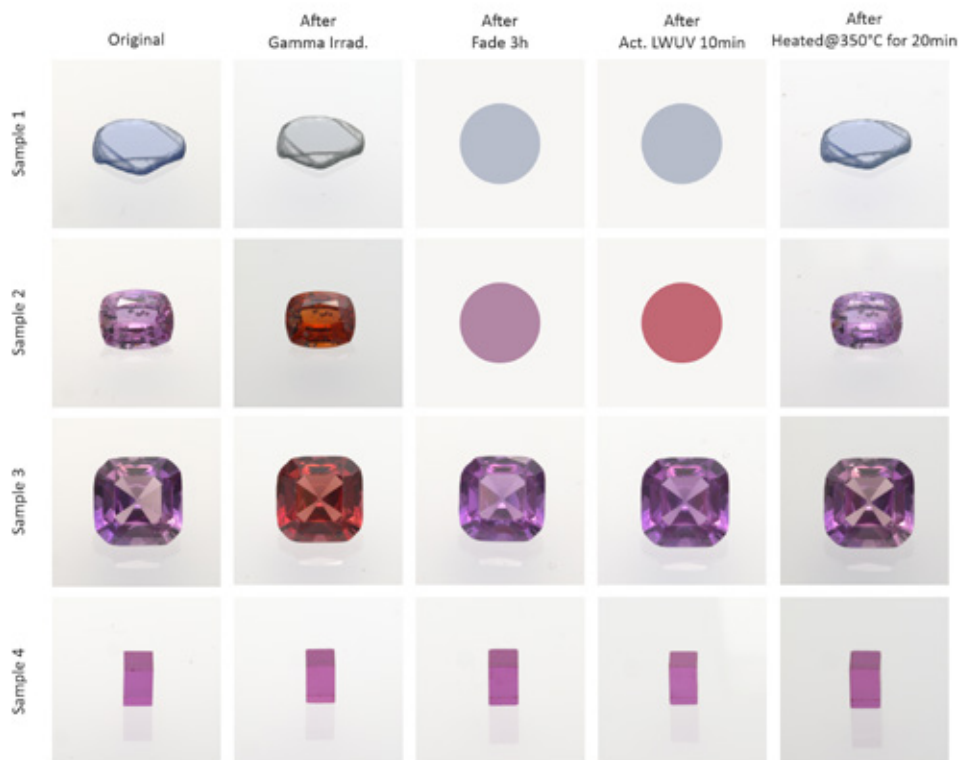 Original
After
Gamma Irrad.
After
Fade 3h
After
Act. LWUV 10min
After
Heated@350°C for 20min
Sample 1
Sample 2
Sample 3
Sample 4